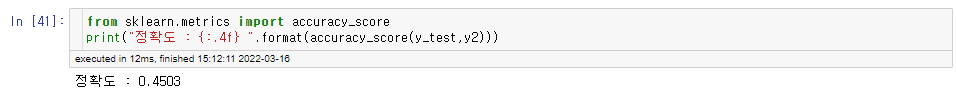 In [41]:
from sklearn.metrics import accuracy_score
print("정확도 : {:.4f} ".format(accuracy_score(y_test,y2)))
executed in 12ms, finished 15:12:11 2022-03-16
정확도 : 0.4503